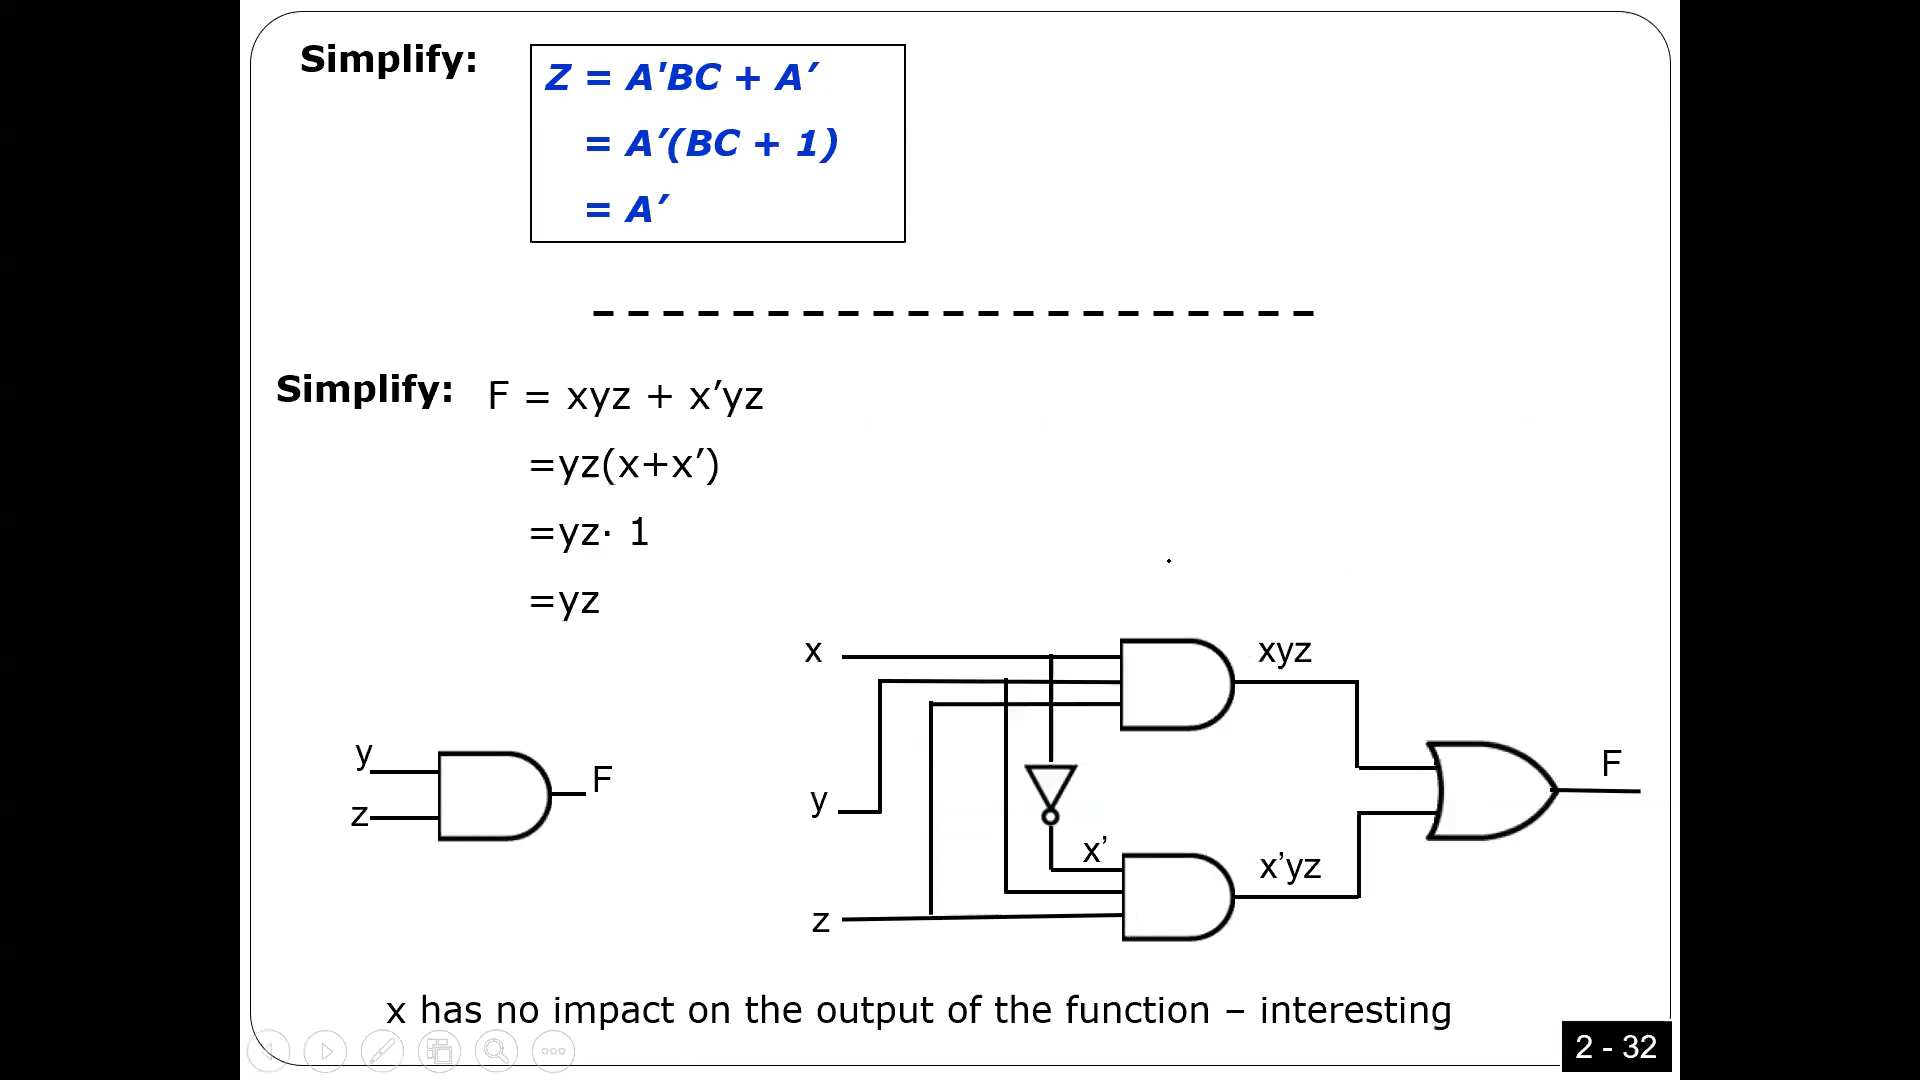 Simplify:
Z = A'BC + A′
= A′(BC + 1)
= A′
Simplify: F = xyz + x′yz
=yz(x+x′)
=yz· 1
=yz
x
xyz
y
F
z
y
F
x’
x’yz
z
x has no impact on the output of the function – interesting
2 - 32